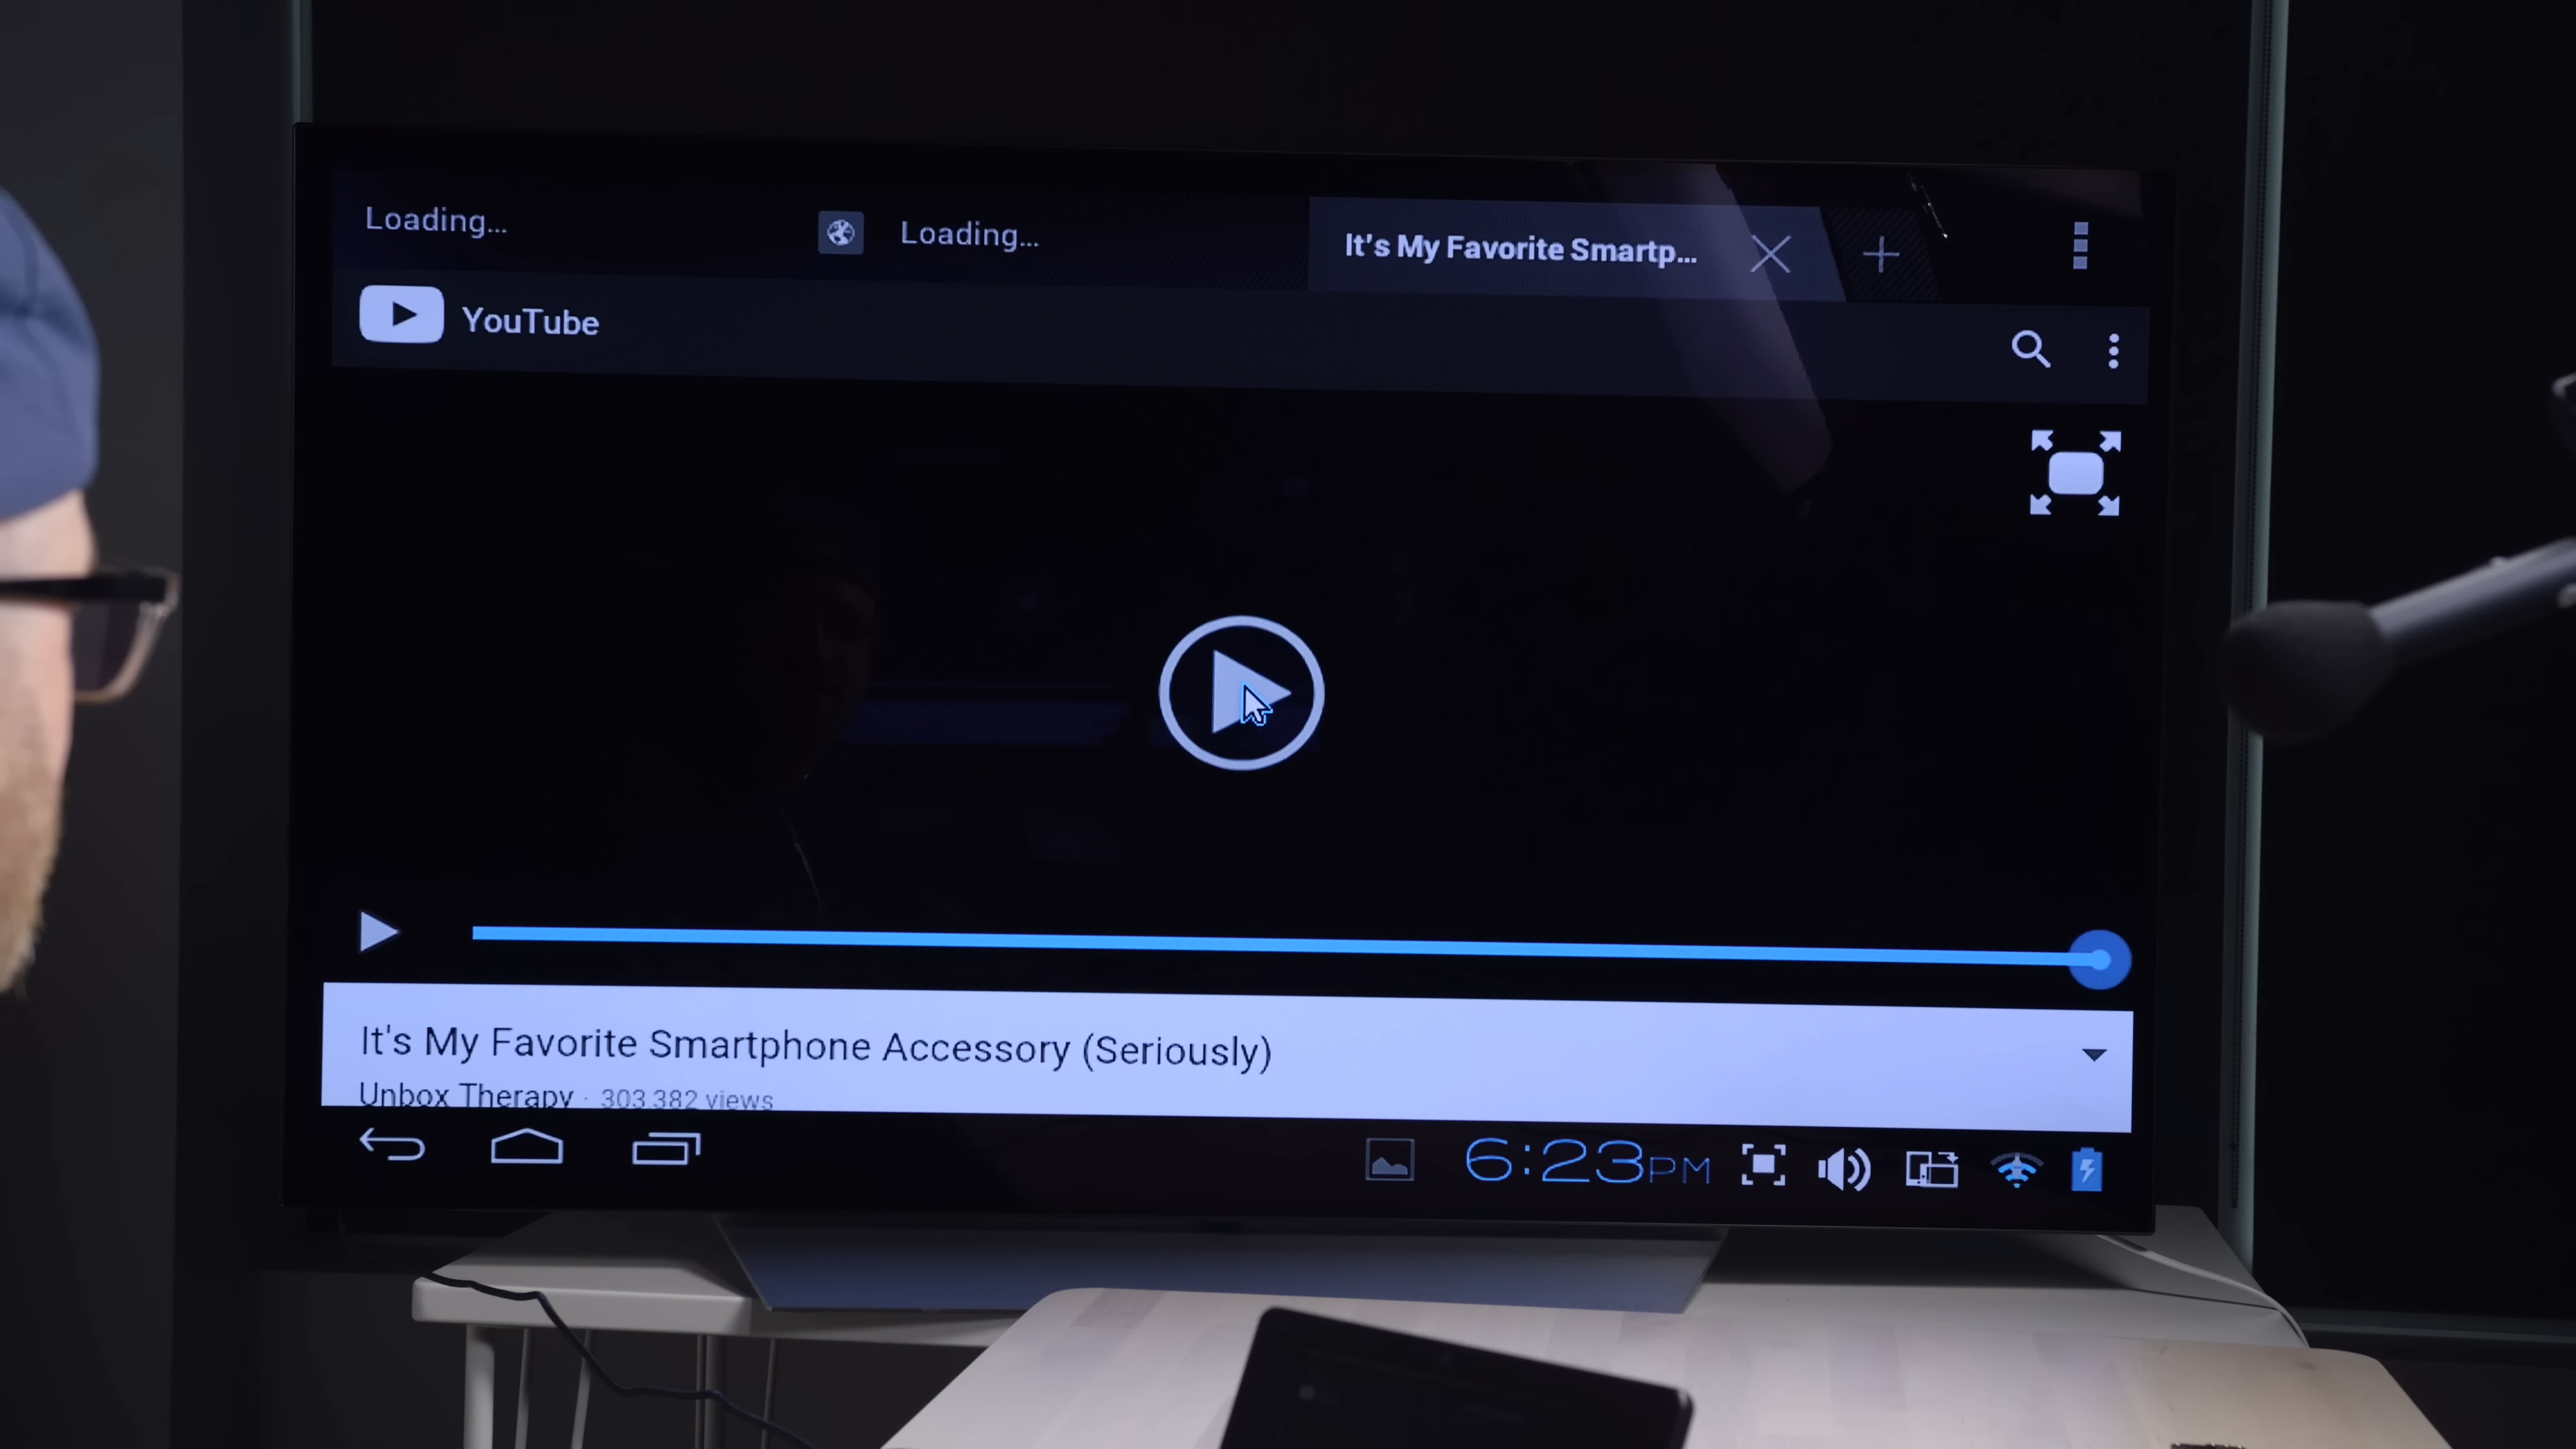 Loading...
Loading...
It's My Favorite Smartp...
YouTube
It's My Favorite Smartphone Accessory (Seriously)
Unbox Therapy · 303,382 views
6:23PM